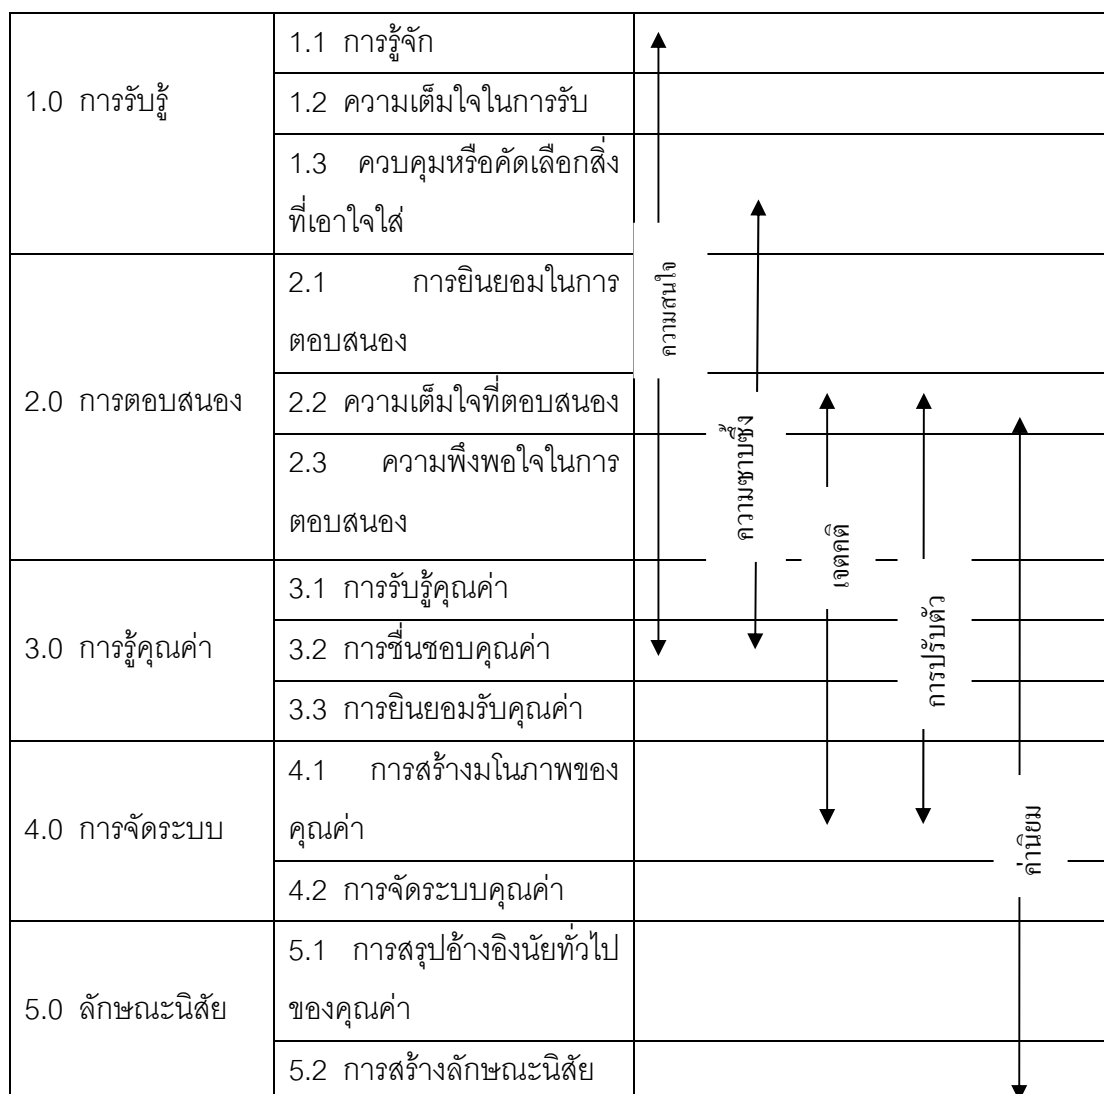 1.0 การรับรู้
1.1 การรู้จัก
1.2 ความเต็มใจในการรับ
1.3 ควบคุมหรือคัดเลือกสิ่ง
ที่เอาใจใส่
2.0 การตอบสนอง
2.1 การยินยอมในการ
ตอบสนอง
2.2 ความเต็มใจที่ตอบสนอง
2.3 ความพึงพอใจในการ
ตอบสนอง
3.0 การรู้คุณค่า
3.1 การรับรู้คุณค่า
3.2 การชื่นชอบคุณค่า
3.3 การยินยอมรับคุณค่า
4.0 การจัดระบบ
4.1 การสร้างมโนภาพของ
คุณค่า
4.2 การจัดระบบคุณค่า
5.0 ลักษณะนิสัย
5.1 การสรุปอ้างอิงนัยทั่วไป
ของคุณค่า
5.2 การสร้างลักษณะนิสัย
ความสนใจ
ความซาบซึ้ง
เจตคติ
การปรับตัว
ค่านิยม